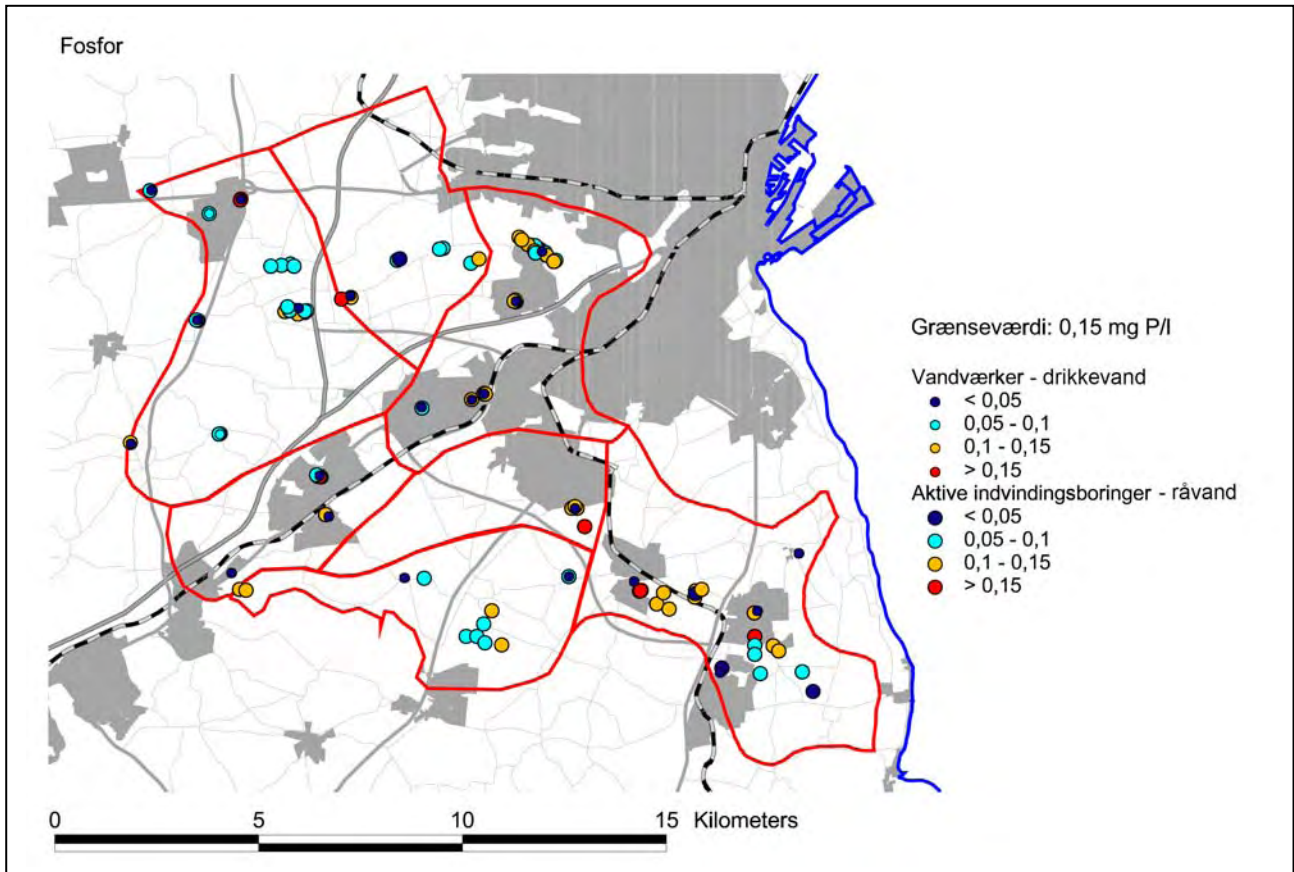 Fosfor
Grænseværdi: 0,15 mg P/l
Vandværker - drikkevand
< 0,05
0,05 - 0,1
0,1 - 0,15
> 0,15
Aktive indvindingsboringer - råvand
< 0,05
0,05 - 0,1
0,1 - 0,15
> 0,15
0 5 10 15 Kilometers